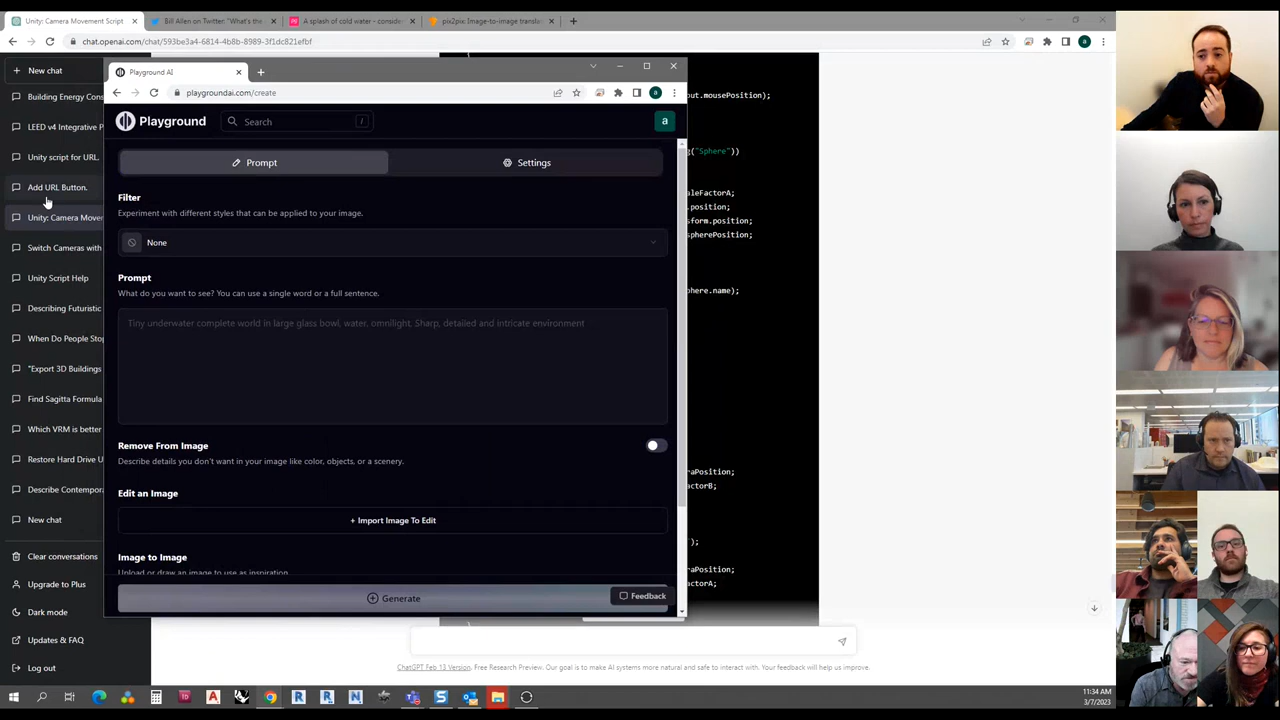 Unity: Camera Movement Script
Bill Allen on Twitter: "What's the
A splash of cold water - conside
pix2pix: Image-to-image transla
chat.openai.com/chat/593be3a4-6814-4b8b-8989-3f1dc821efbf
New chat
Building Energy Cons
LEED v4 Integrative P
Unity script for URL.
Add URL Button.
Unity: Camera Mover
Switch Cameras with
Unity Script Help
Describing Futuristic
When Do People Stop
"Export 3D Buildings
Find Sagitta Formula
Which VRM is better
Restore Hard Drive U
Describe Contempora
New chat
Clear conversations
Upgrade to Plus
Dark mode
Updates & FAQ
Log out
Playground AI
playgroundai.com/create
Playground
Search
/
a
Prompt
Settings
Filter
Experiment with different styles that can be applied to your image.
None
Prompt
What do you want to see? You can use a single word or a full sentence.
Tiny underwater complete world in large glass bowl, water, omnilight. Sharp, detailed and intricate environment
Remove From Image
Describe details you don't want in your image like color, objects, or a scenery.
Edit an Image
+ Import Image To Edit
Image to Image
Upload or draw an image to use as inspiration.
Generate
Feedback
out.mousePosition);
g("Sphere"))
aleFactorA;
.position;
sform.position;
spherePosition;
here.name);
raPosition;
actorB;
");
raPosition;
actorA;
ChatGPT Feb 13 Version. Free Research Preview. Our goal is to make AI systems more natural and safe to interact with. Your feedback will help us improve.
11:34 AM
3/7/2023